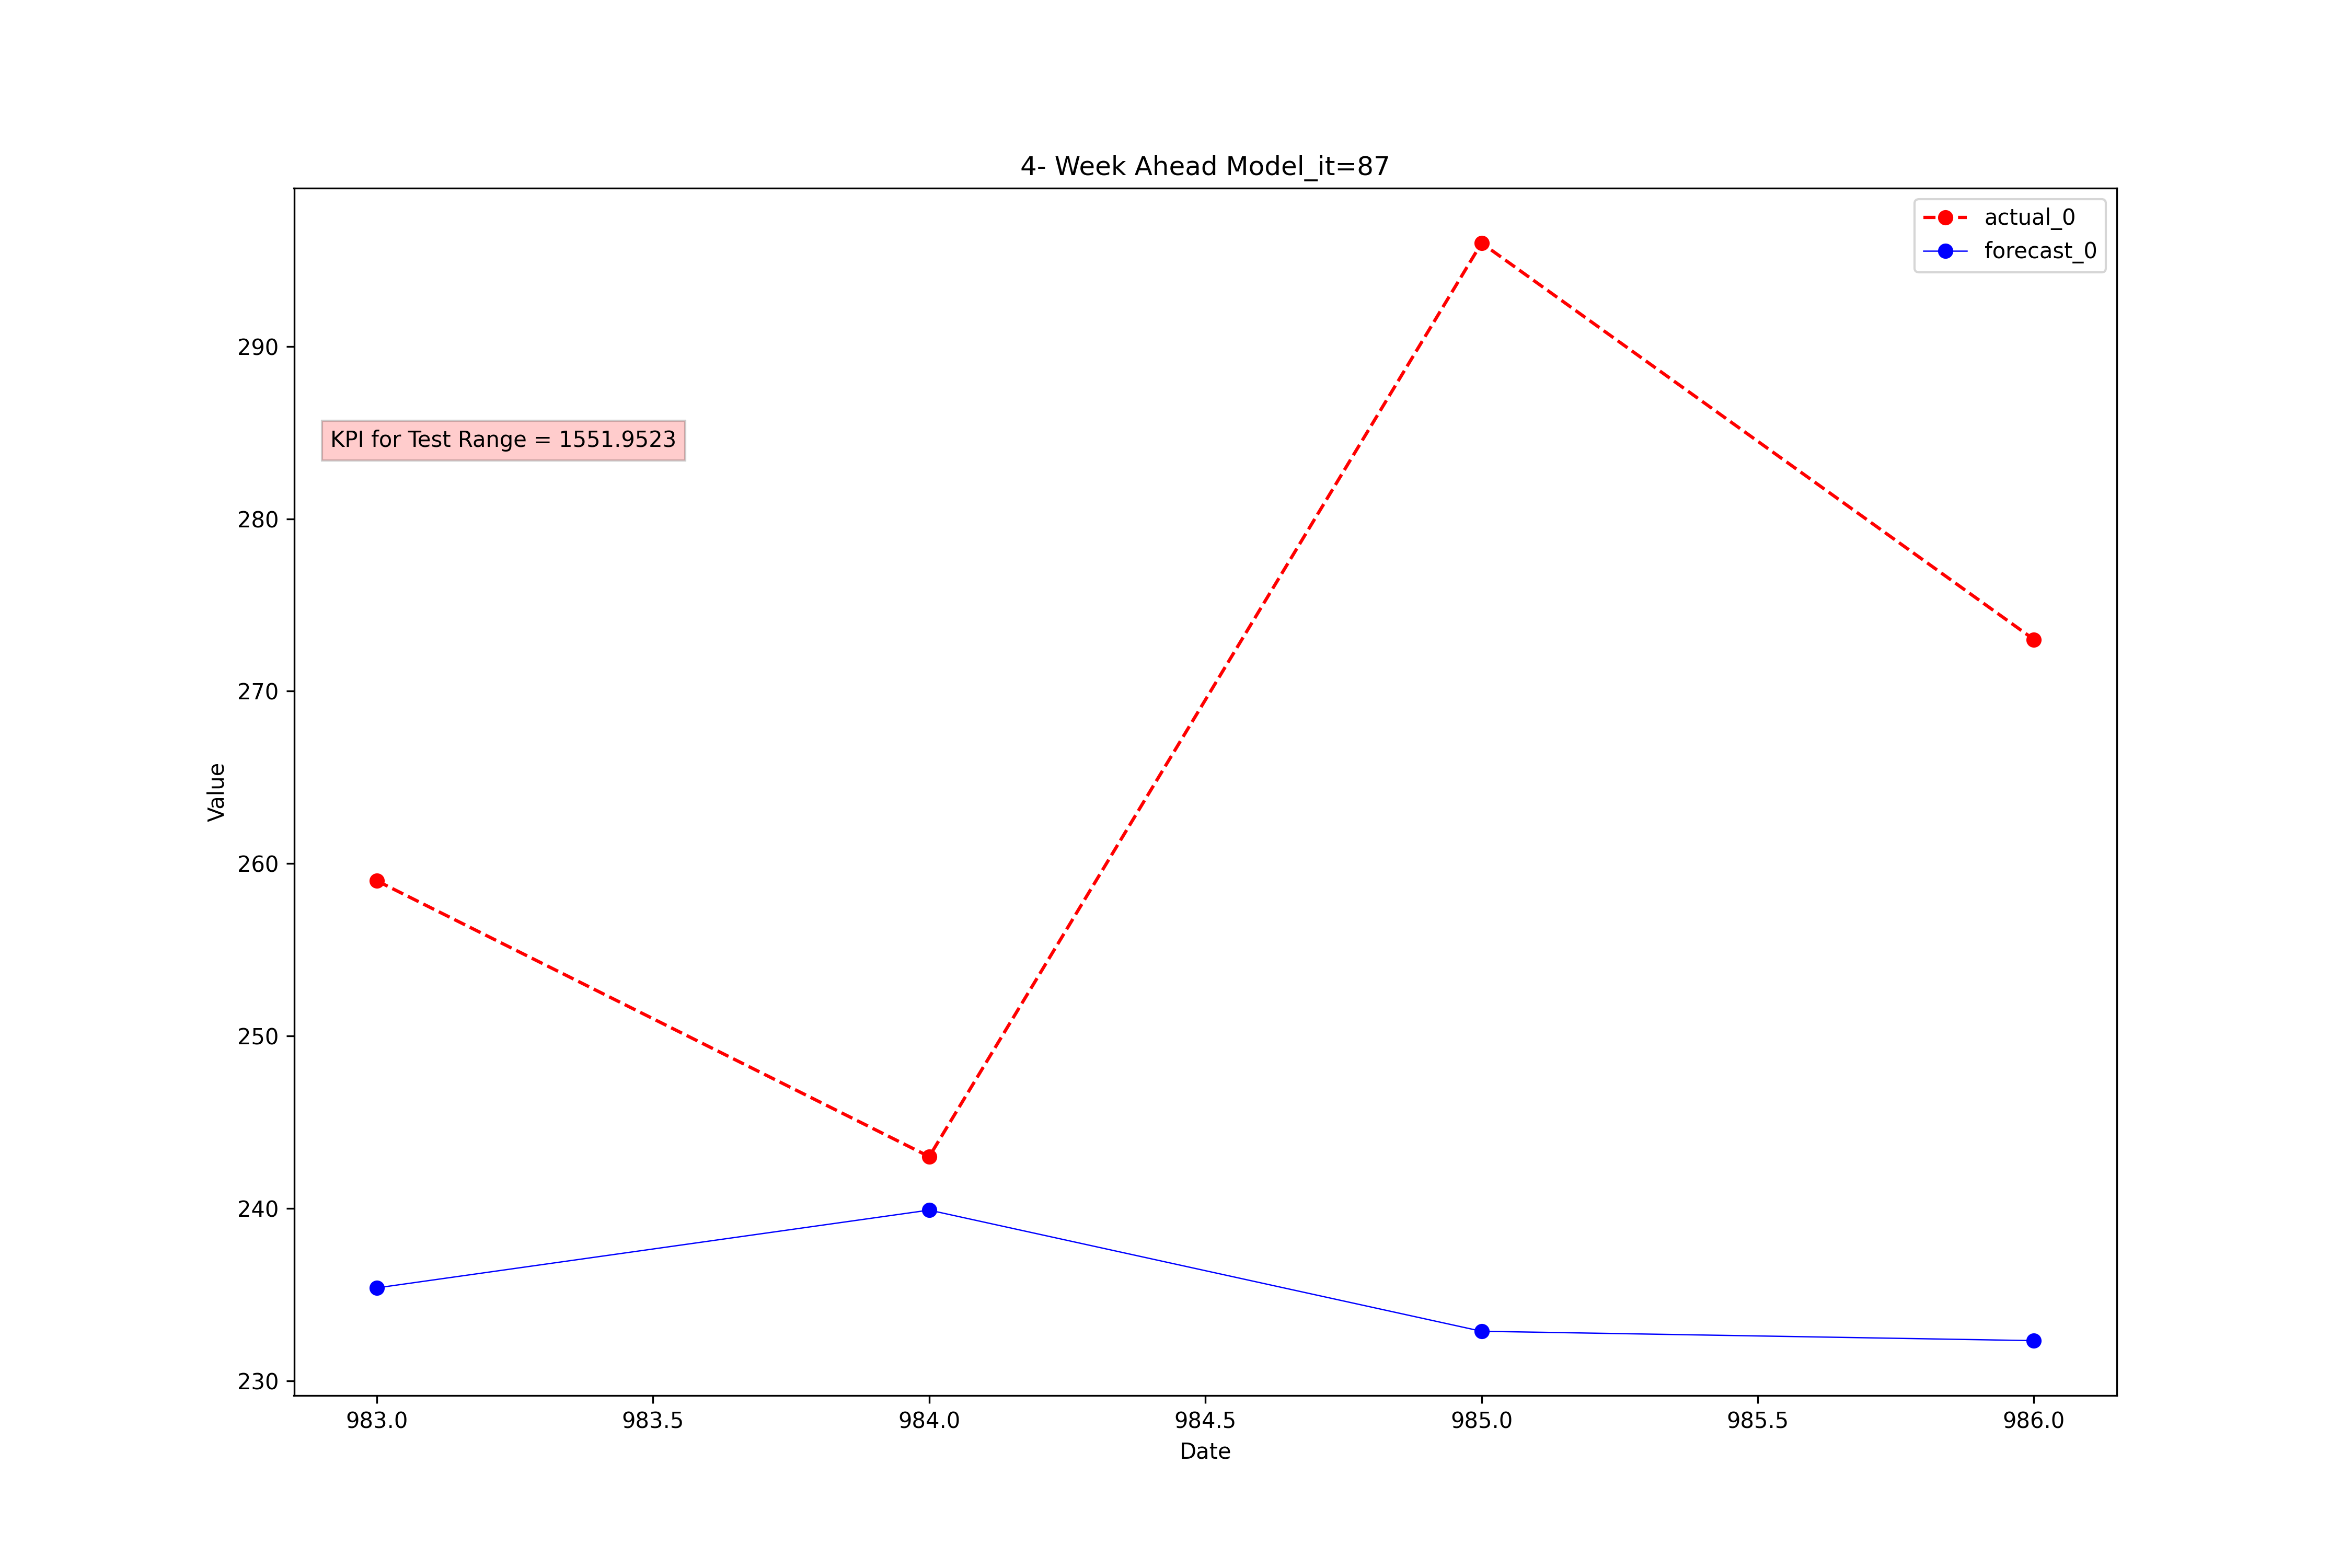 4- Week Ahead Model_it=87
actual_0
forecast_0
KPI for Test Range = 1551.9523
Value
290
280
270
260
250
240
230
983.0 983.5 984.0 984.5 985.0 985.5 986.0
Date